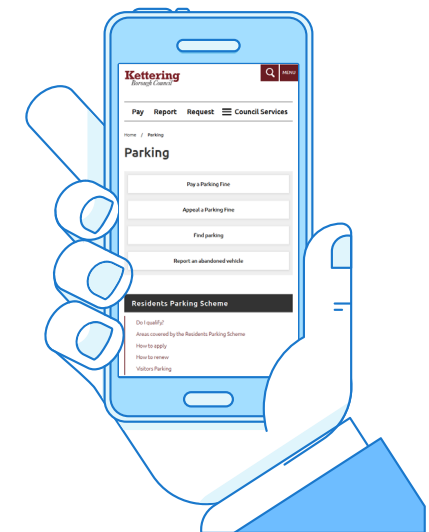 Kettering
Borough Council
MENU
Pay Report Request Council Services
Home / Parking
Parking
Pay a Parking Fine
Appeal a Parking Fine
Find parking
Report an abandoned vehicle
Residents Parking Scheme
Do I qualify?
Areas covered by the Residents Parking Scheme
How to apply
How to renew
Visitors Parking